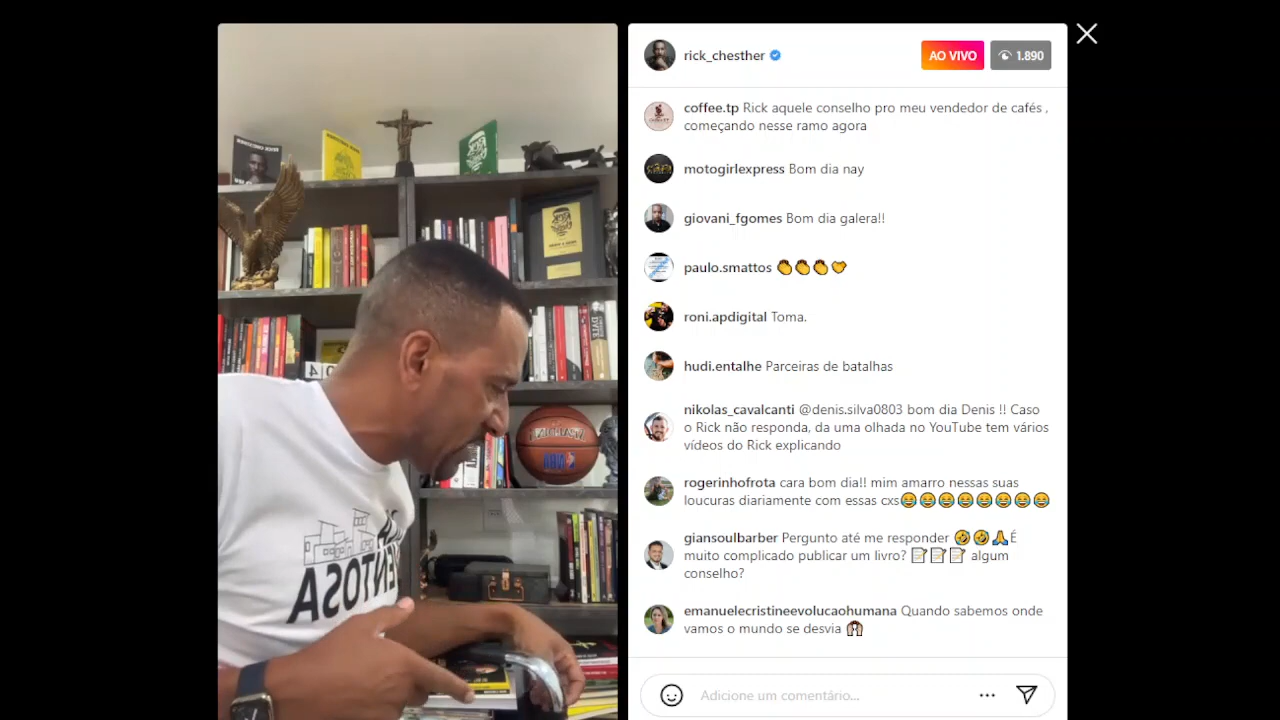 rick_chesther
AO VIVO
1.890
coffee.tp Rick aquele conselho pro meu vendedor de cafés ,
começando nesse ramo agora
motogirlexpress Bom dia nay
giovani_fgomes Bom dia galera!!
paulo.smattos 👏👏👏🤝
roni.apdigital Toma.
hudi.entalhe Parceiras de batalhas
nikolas_cavalcanti @denis.silva0803 bom dia Denis !! Caso
o Rick não responda, da uma olhada no YouTube tem vários
vídeos do Rick explicando
rogerinhofrota cara bom dia!! mim amarro nessas suas
loucuras diariamente com essas cxs😂😂😂😂😂😂😂😂
giansoulbarber Pergunto até me responder 🤣🤣🙏É
muito complicado publicar um livro? 📝📝📝 algum
conselho?
emanuelecristineevolucaohumana Quando sabemos onde
vamos o mundo se desvia 🙌
Adicione um comentário...